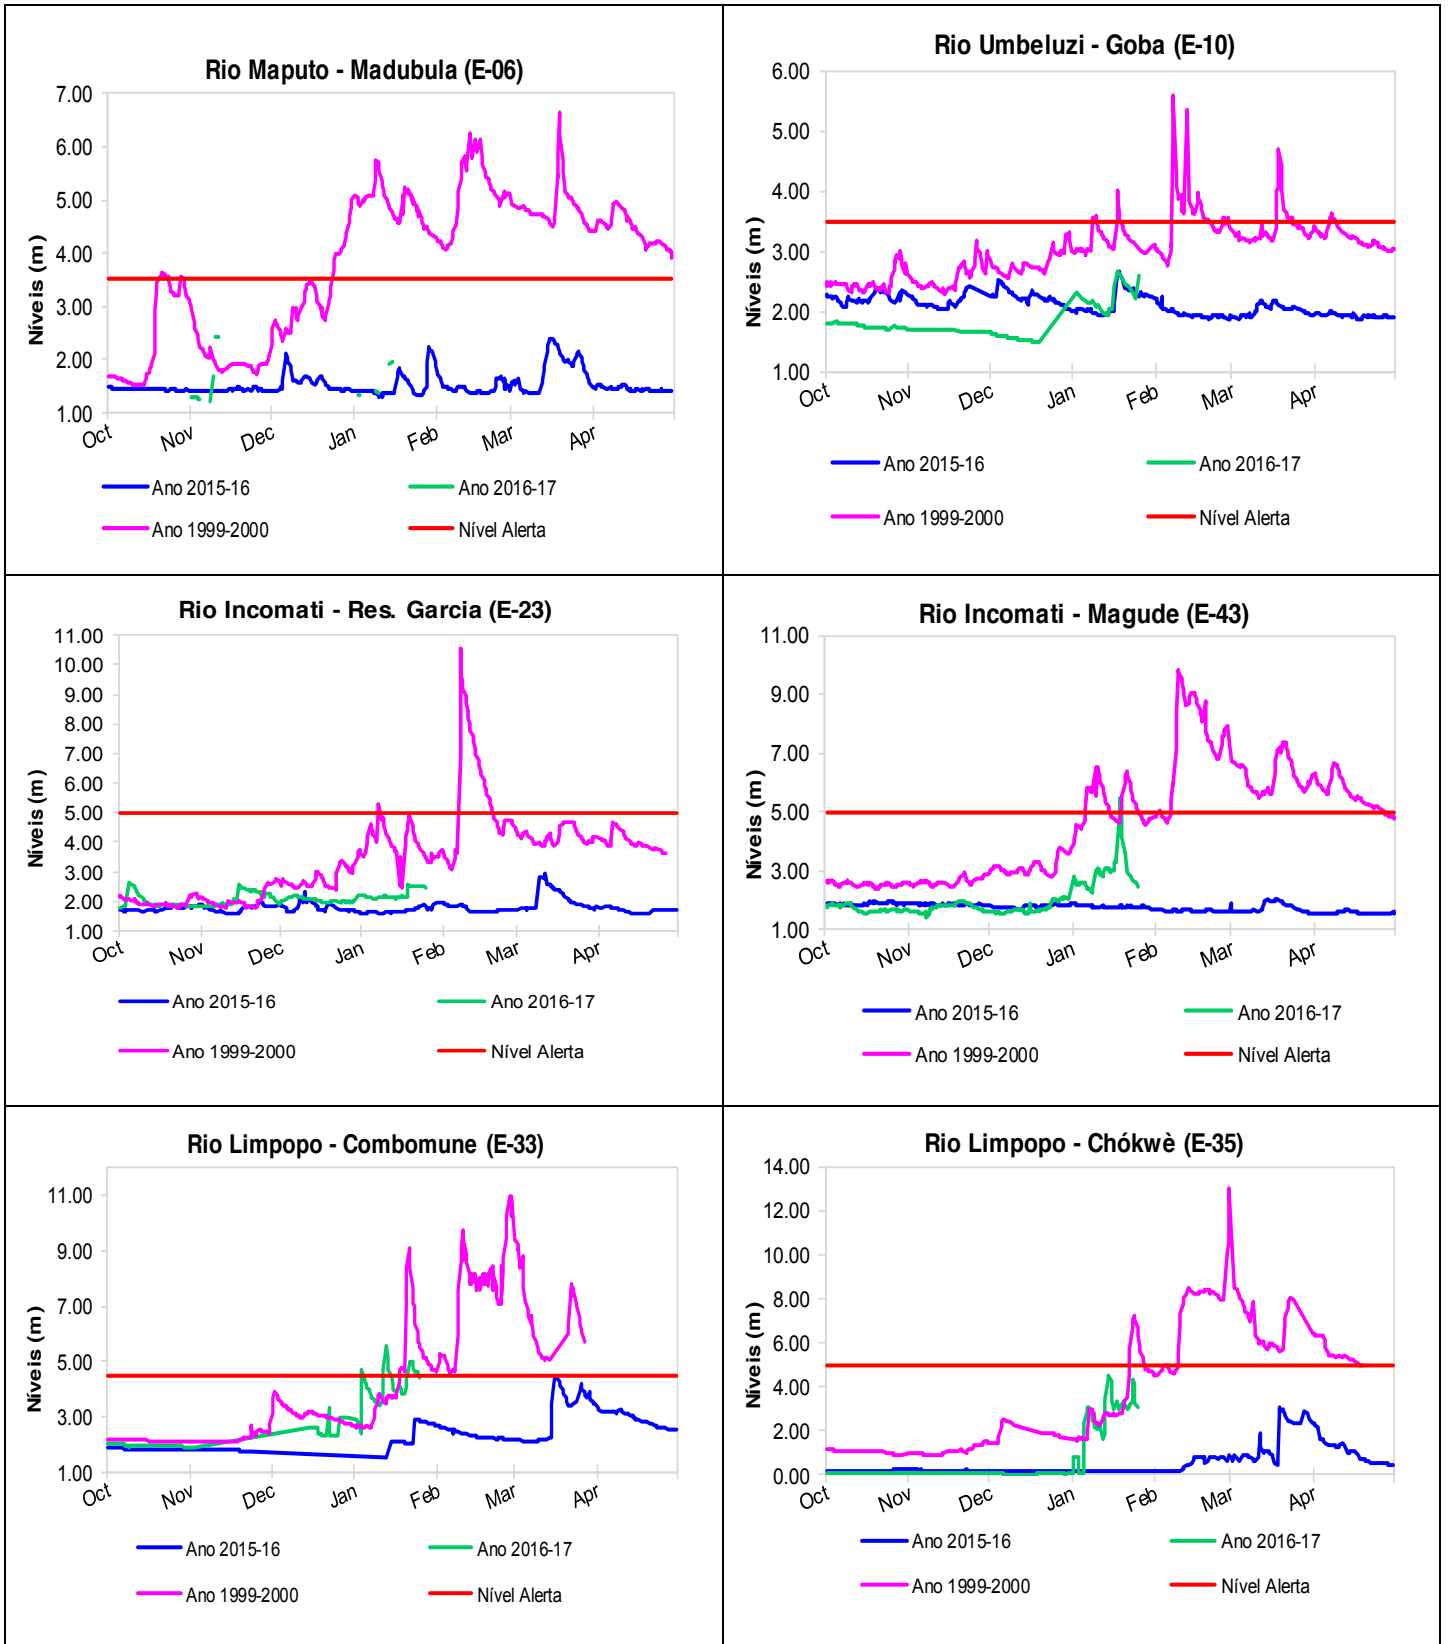 Rio Maputo - Madubula (E-06)
Níveis (m)
7.00
6.00
5.00
4.00
3.00
2.00
1.00
Oct Nov Dec Jan Feb Mar Apr
Ano 2015-16 Ano 2016-17
Ano 1999-2000 Nível Alerta
Rio Umbeluzi - Goba (E-10)
Níveis (m)
6.00
5.00
4.00
3.00
2.00
1.00
Oct Nov Dec Jan Feb Mar Apr
Ano 2015-16 Ano 2016-17
Ano 1999-2000 Nível Alerta
Rio Incomati - Res. Garcia (E-23)
Níveis (m)
11.00
10.00
9.00
8.00
7.00
6.00
5.00
4.00
3.00
2.00
1.00
Oct Nov Dec Jan Feb Mar Apr
Ano 2015-16 Ano 2016-17
Ano 1999-2000 Nível Alerta
Rio Incomati - Magude (E-43)
Níveis (m)
11.00
9.00
7.00
5.00
3.00
1.00
Oct Nov Dec Jan Feb Mar Apr
Ano 2015-16 Ano 2016-17
Ano 1999-2000 Nível Alerta
Rio Limpopo - Combomune (E-33)
Níveis (m)
11.00
9.00
7.00
5.00
3.00
1.00
Oct Nov Dec Jan Feb Mar Apr
Ano 2015-16 Ano 2016-17
Ano 1999-2000 Nível Alerta
Rio Limpopo - Chókwè (E-35)
Níveis (m)
14.00
12.00
10.00
8.00
6.00
4.00
2.00
0.00
Oct Nov Dec Jan Feb Mar Apr
Ano 2015-16 Ano 2016-17
Ano 1999-2000 Nível Alerta